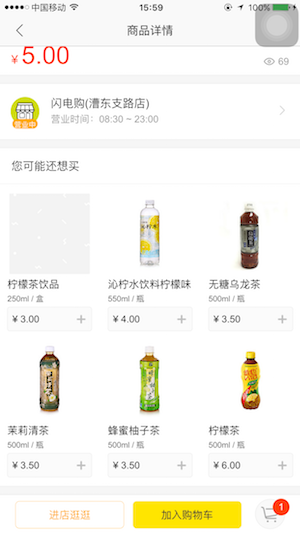 中国移动 15:59 100%
商品详情
¥ 5.00 69
闪电购(漕东支路店)
营业时间：08:30 ~ 23:00
营业中
您可能还想买
柠檬茶饮品 沁柠水饮料柠檬味 无糖乌龙茶
250ml / 盒 550ml / 瓶 500ml / 瓶
¥ 3.00 + ¥ 4.00 + ¥ 3.50 +
茉莉清茶 蜂蜜柚子茶 柠檬茶
500ml / 瓶 500ml / 瓶 500ml / 瓶
¥ 3.50 + ¥ 3.50 + ¥ 6.00 +
进店逛逛 加入购物车 1